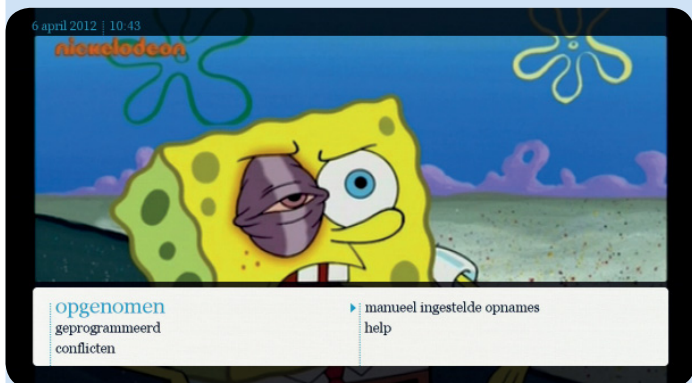 6 april 2012 | 10:43
nickelodeon
opgenomen
geprogrammeerd
conflicten
manueel ingestelde opnames
help